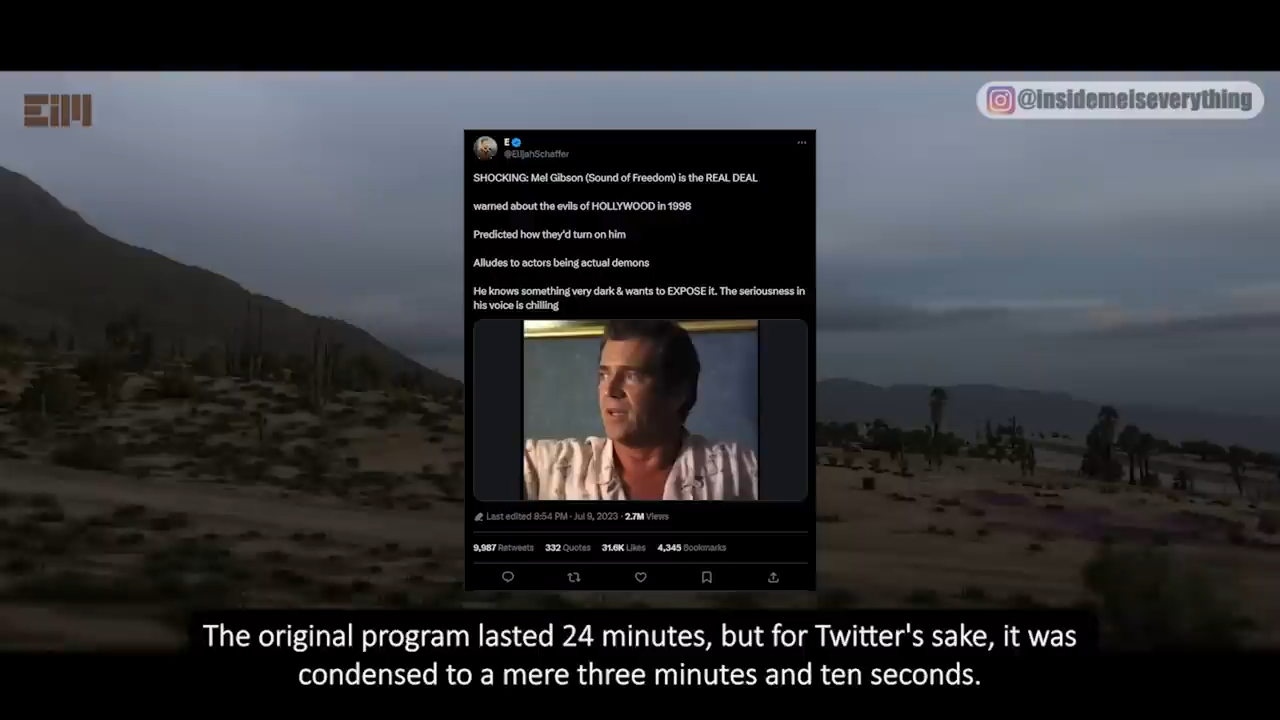 EiM
@insidemeiseverything
E
@ElijahSchaffer
SHOCKING: Mel Gibson (Sound of Freedom) is the REAL DEAL
warned about the evils of HOLLYWOOD in 1998
Predicted how they'd turn on him
Alludes to actors being actual demons
He knows something very dark & wants to EXPOSE it. The seriousness in
his voice is chilling
Last edited 8:54 PM · Jul 9, 2023 · 2.7M Views
9,987 Retweets 332 Quotes 31.6K Likes 4,345 Bookmarks
The original program lasted 24 minutes, but for Twitter's sake, it was
condensed to a mere three minutes and ten seconds.